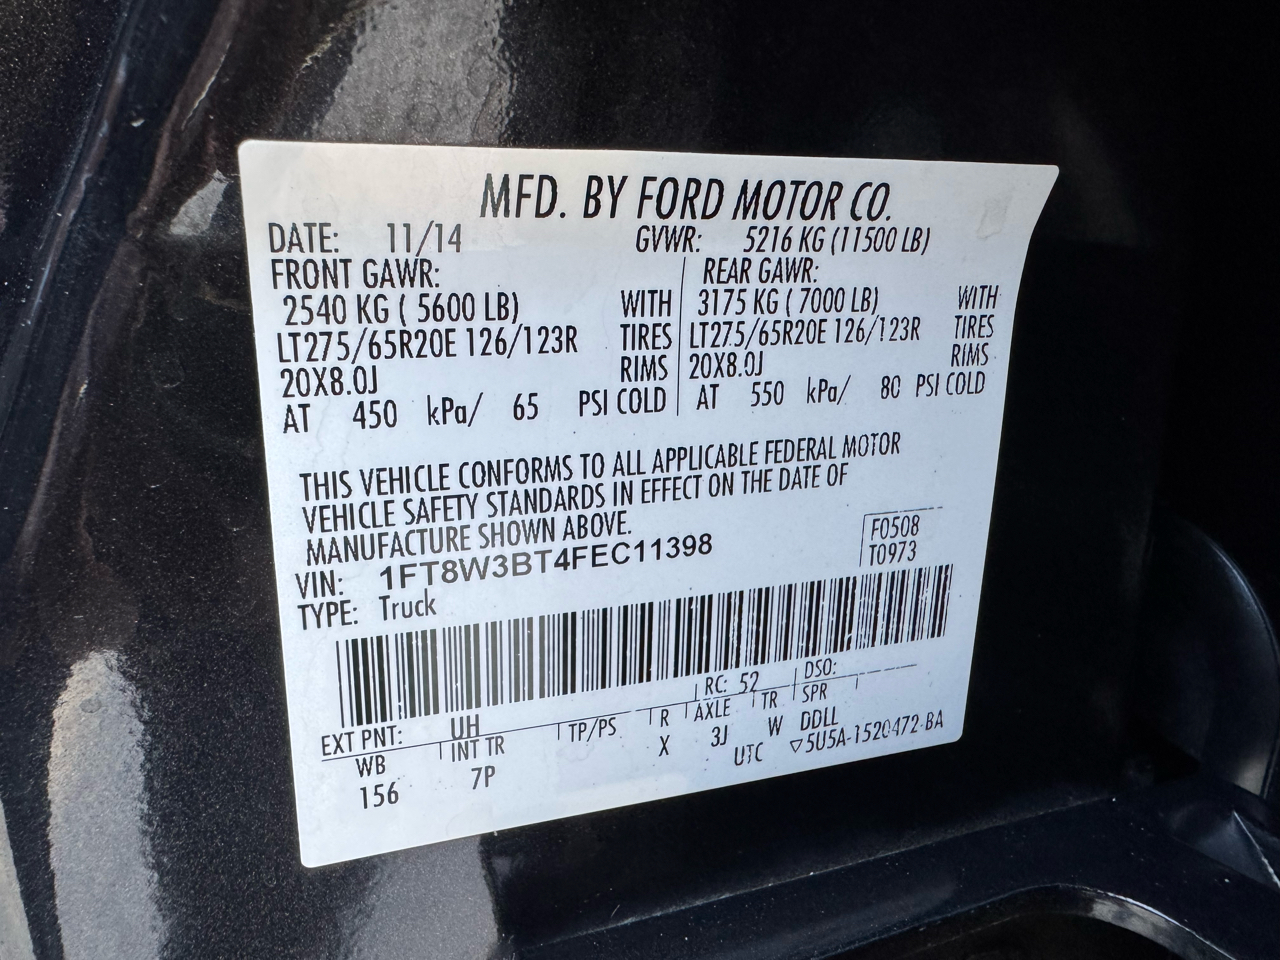 MFD. BY FORD MOTOR CO.
DATE: 11/14 GVWR: 5216 KG (11500 LB)
FRONT GAWR: REAR GAWR:
2540 KG ( 5600 LB) WITH 3175 KG ( 7000 LB) WITH
LT275/65R20E 126/123R TIRES LT275/65R20E 126/123R TIRES
20X8.0J RIMS 20X8.0J RIMS
AT 450 kPa/ 65 PSI COLD AT 550 kPa/ 80 PSI COLD
THIS VEHICLE CONFORMS TO ALL APPLICABLE FEDERAL MOTOR
VEHICLE SAFETY STANDARDS IN EFFECT ON THE DATE OF
MANUFACTURE SHOWN ABOVE.
F0508
T0973
VIN: 1FT8W3BT4FEC11398
TYPE: Truck
EXT PNT: UH RC: 52 DSO:
WB INT TR TP/PS R AXLE TR SPR
156 7P X 3J W DDLL
UTC ▽5U5A-1520472-BA